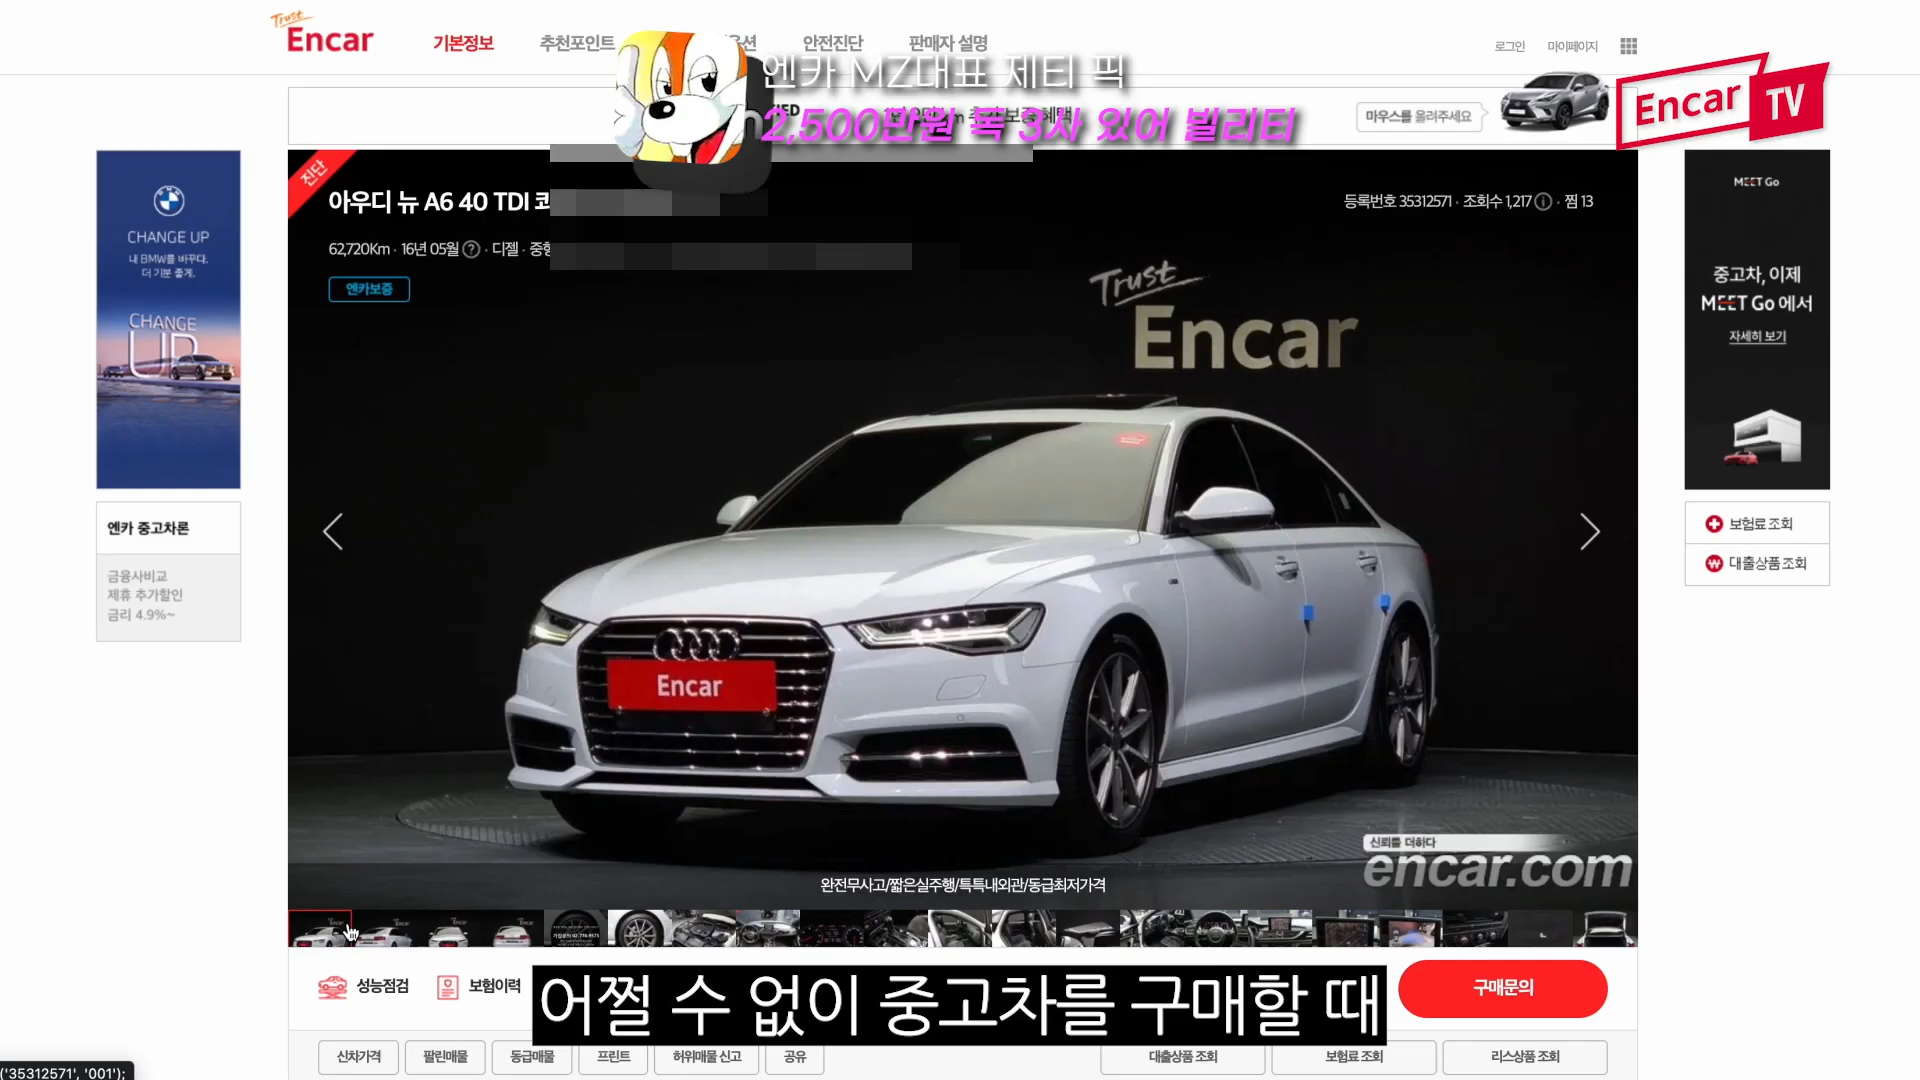 Trust
Encar
기본정보
추천포인트
안전진단
판매자 설명
로그인
마이페이지
엔카 MZ대표 제티 픽
2,500만원 독 3사 있어 빌리티
마우스를 올려주세요
Encar TV
진단
아우디 뉴 A6 40 TDI 콰
등록번호 35312571 · 조회수 1,217 · 찜 13
62,720Km · 16년 05월 · 디젤 · 중형
엔카보증
CHANGE UP
내 BMW를 바꾸다.
더 기분 좋게.
CHANGE
UP
MEET Go
중고차, 이제
MEET Go 에서
자세히 보기
Trust
Encar
엔카 중고차론
금융사비교
제휴 추가할인
금리 4.9%~
보험료 조회
대출상품 조회
Encar
신뢰를 더하다
encar.com
완전무사고/짧은실주행/특특내외관/동급최저가격
성능점검
보험이력
어쩔 수 없이 중고차를 구매할 때
구매문의
신차가격
팔린매물
동급매물
프린트
허위매물 신고
공유
대출상품 조회
보험료 조회
리스상품 조회
('35312571', '001');